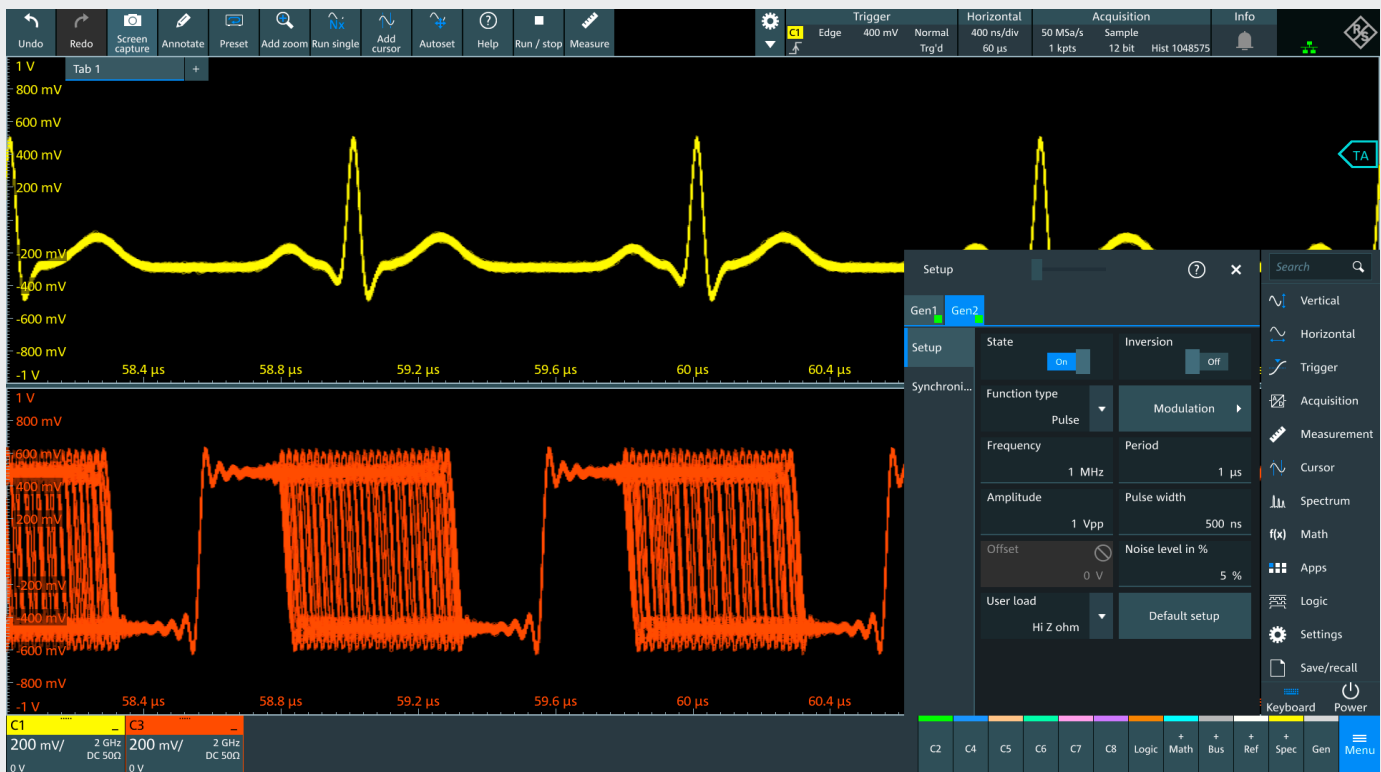 Undo Redo Screen capture Annotate Preset Add zoom Run single Add cursor Autoset Help Run / stop Measure
Nx
Trigger Horizontal Acquisition Info
C1 Edge 400 mV Normal 400 ns/div 50 MSa/s Sample
Trg'd 60 µs 1 kpts 12 bit Hist 1048575
R&S
Tab 1 +
1 V
800 mV
600 mV
400 mV
200 mV
-200 mV
-400 mV
-600 mV
-800 mV
-1 V
58.4 µs 58.8 µs 59.2 µs 59.6 µs 60 µs 60.4 µs
TA
1 V
800 mV
600 mV
400 mV
200 mV
-200 mV
-400 mV
-600 mV
-800 mV
-1 V
58.4 µs 58.8 µs 59.2 µs 59.6 µs 60 µs 60.4 µs
Setup ?
Gen1 Gen2
Setup
Synchroni...
State
On
Inversion
Off
Function type
Pulse
Modulation
Frequency
1 MHz
Period
1 µs
Amplitude
1 Vpp
Pulse width
500 ns
Offset
0 V
Noise level in %
5 %
User load
Hi Z ohm
Default setup
Search
Vertical
Horizontal
Trigger
Acquisition
Measurement
Cursor
Spectrum
f(x) Math
Apps
Logic
Settings
Save/recall
Keyboard Power
C1
200 mV/ 2 GHz
DC 50Ω
0 V
C3
200 mV/ 2 GHz
DC 50Ω
0 V
C2 C4 C5 C6 C7 C8 Logic + Math + Bus + Ref + Spec Gen Menu